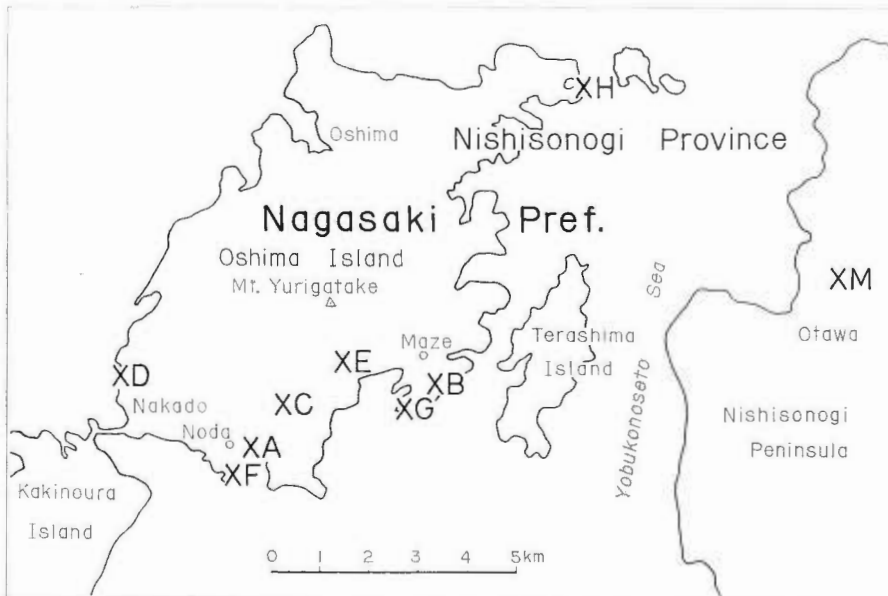 XH
Oshima
Nishisonogi Province
Nagasaki Pref.
Oshima Island
Mt. Yurigatake
XM
Sea
Otawa
Maze
Terashima
Island
XE
XD
XB
XG
XC
Nakado
Noda
XA
XF
Yobukonoseto
Nishisonogi
Peninsula
Kakinoura
Island
0 1 2 3 4 5km